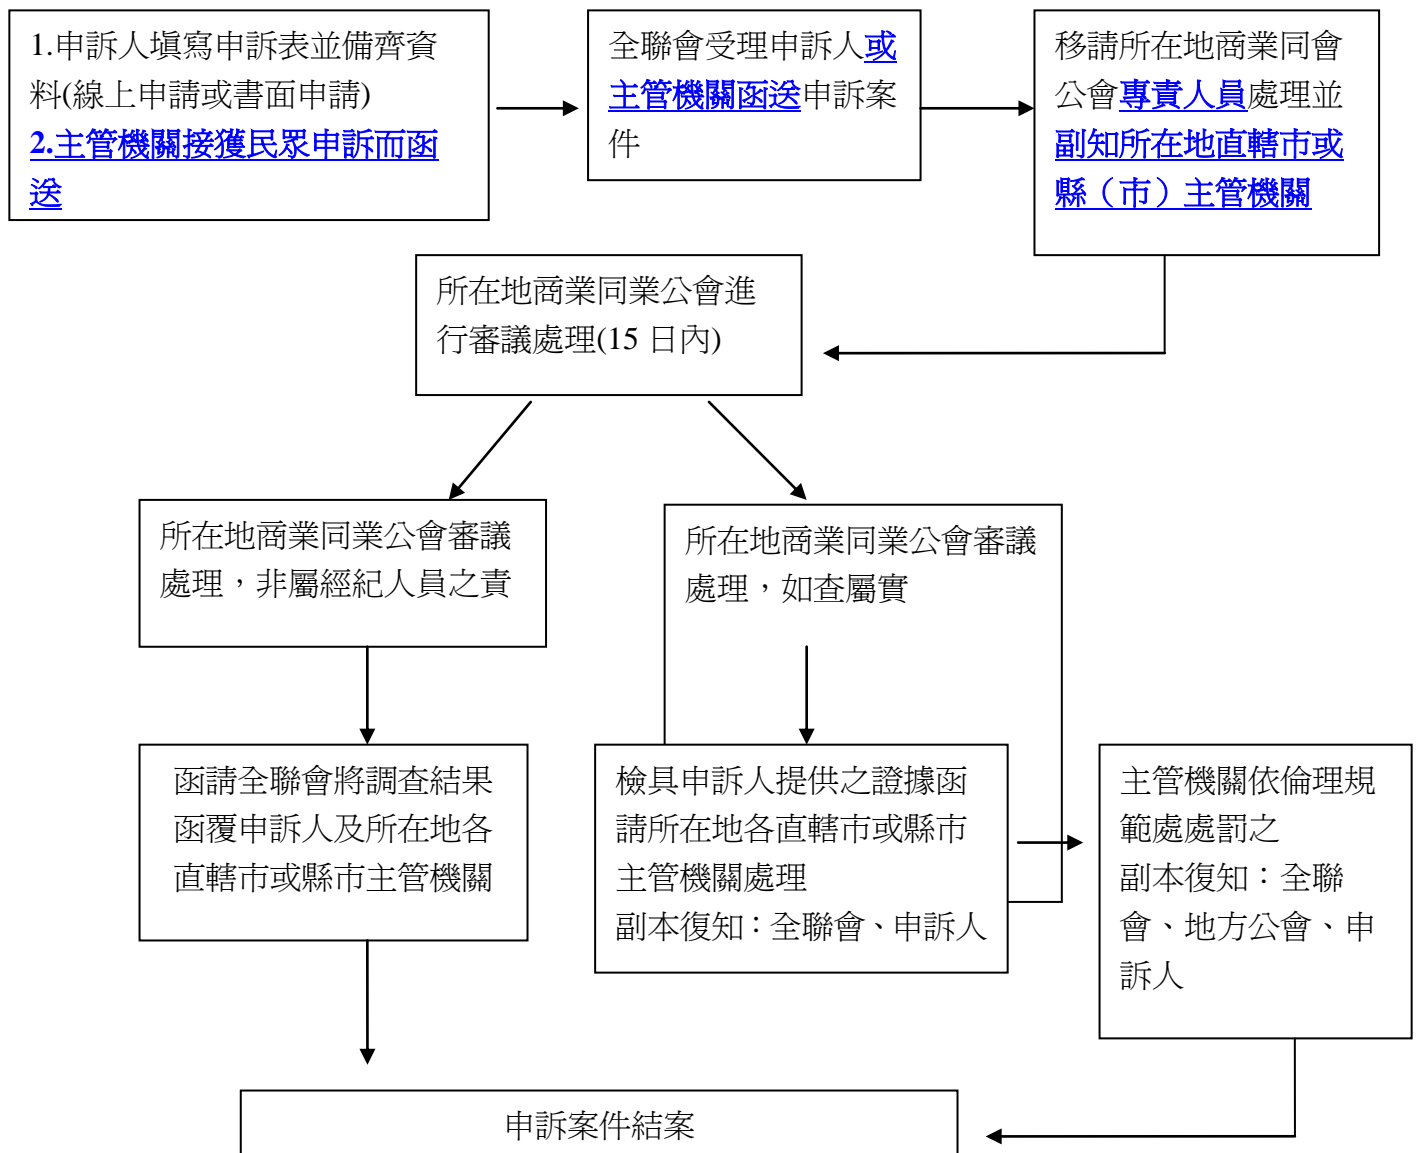 1.申訴人填寫申訴表並備齊資
料(線上申請或書面申請)
2.主管機關接獲民眾申訴而函
送
全聯會受理申訴人或
主管機關函送申訴案
件
移請所在地商業同會
公會專責人員處理並
副知所在地直轄市或
縣（市）主管機關
所在地商業同業公會進
行審議處理(15 日內)
所在地商業同業公會審議
處理，非屬經紀人員之責
所在地商業同業公會審議
處理，如查屬實
函請全聯會將調查結果
函覆申訴人及所在地各
直轄市或縣市主管機關
檢具申訴人提供之證據函
請所在地各直轄市或縣市
主管機關處理
副本復知：全聯會、申訴人
主管機關依倫理規
範處處罰之
副本復知：全聯
會、地方公會、申
訴人
申訴案件結案